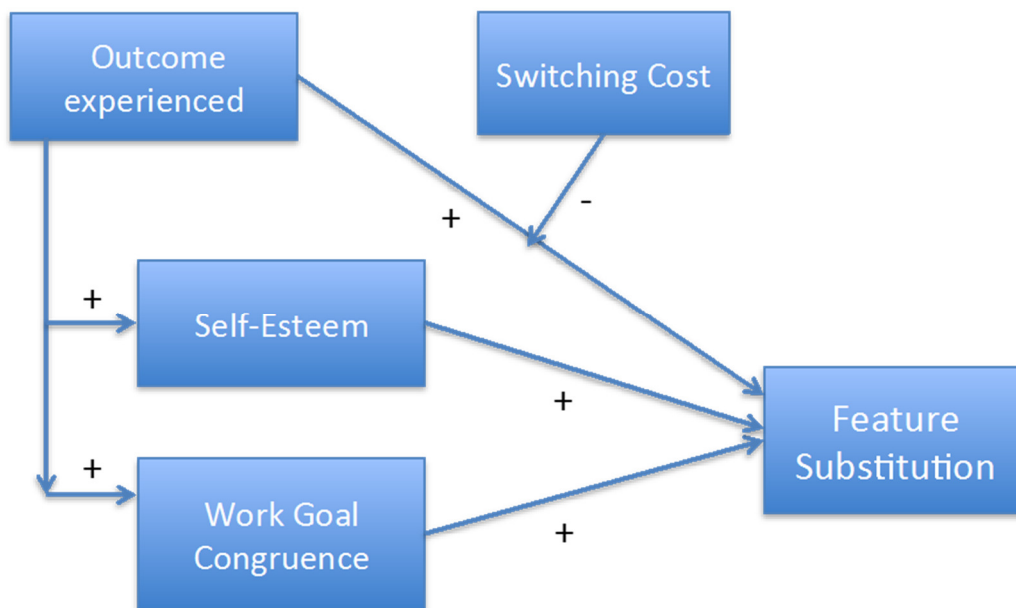 Outcome
experienced
Switching Cost
+
-
+
Self-Esteem
+
+
Work Goal
Congruence
+
Feature
Substitution